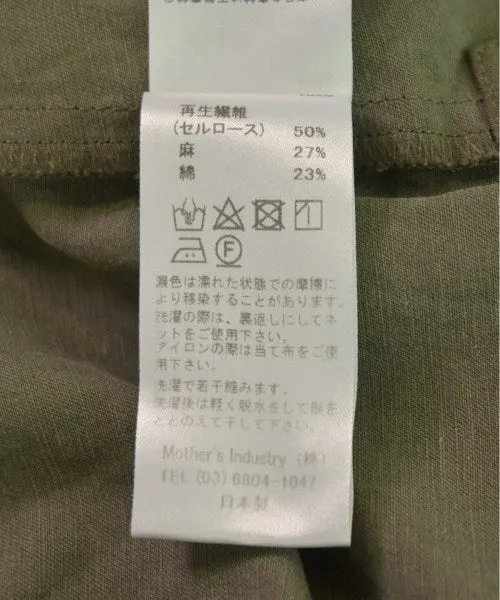 再生繊維
(セルロース) 50%
麻 27%
綿 23%
F
濃色は濡れた状態での摩擦に
より移染することがあります。
洗濯の際は、裏返しにしてネ
ットをご使用下さい。
アイロンの際は当て布をご使
用下さい。
洗濯で若干縮みます。
洗濯後は軽く脱水をして形を
ととのえて干して下さい。
Mother's Industry (株)
TEL (03) 6804-1047
日本製